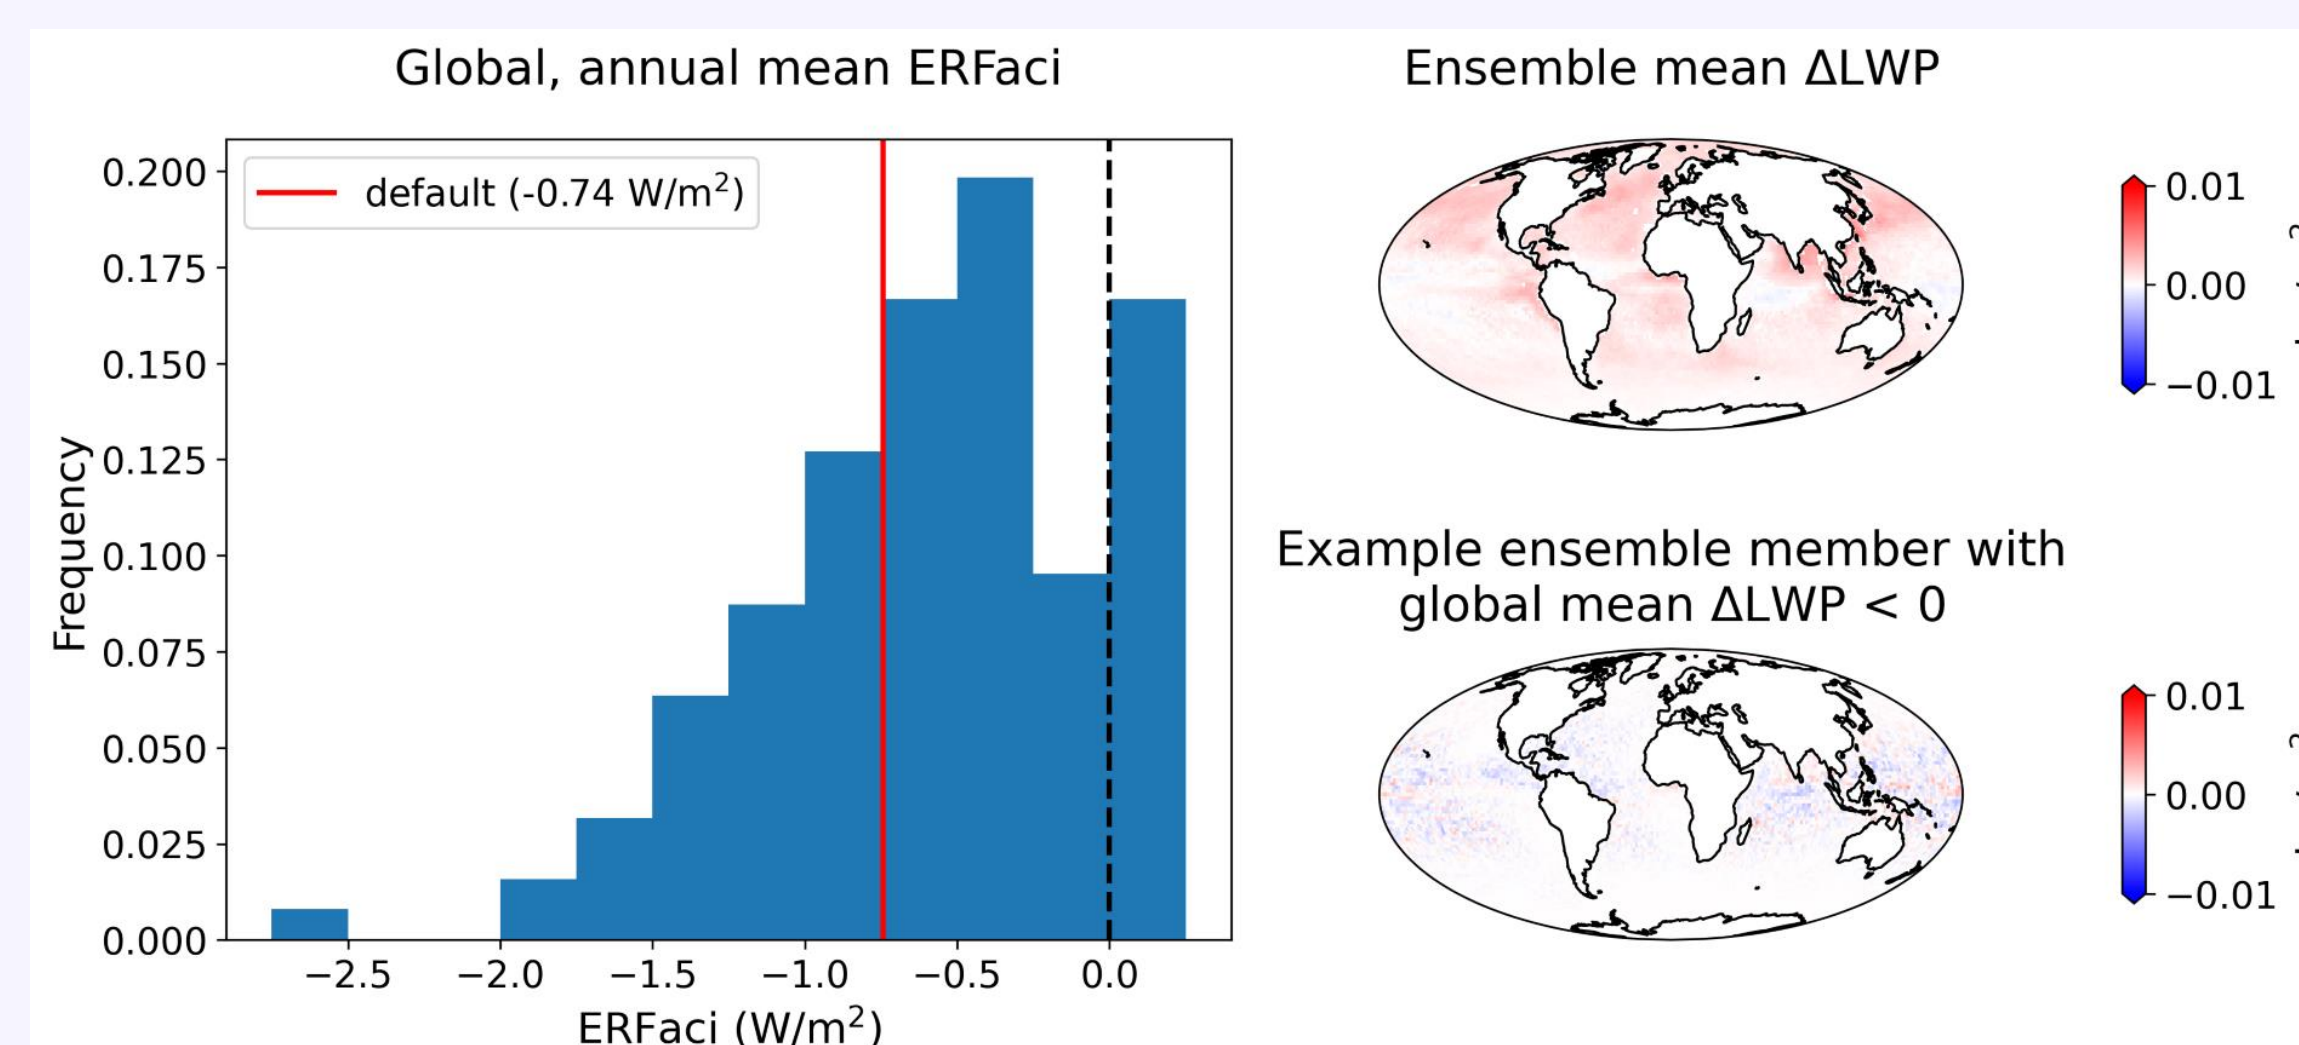 Global, annual mean ERFaci
default (-0.74 W/m²)
Frequency
0.200
0.175
0.150
0.125
0.100
0.075
0.050
0.025
0.000
−2.5 −2.0 −1.5 −1.0 −0.5 0.0
ERFaci (W/m²)
Ensemble mean ΔLWP
0.01
0.00
−0.01
Example ensemble member with
global mean ΔLWP < 0
0.01
0.00
−0.01